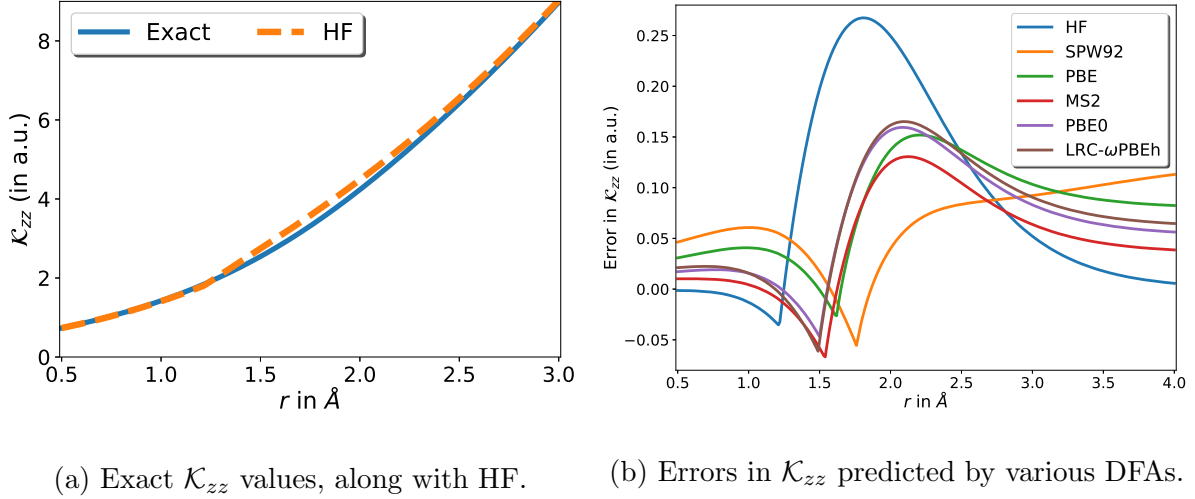 Exact HF
8
6
4
2
0
0.5 1.0 1.5 2.0 2.5 3.0
𝒦zz (in a.u.)
r in Å
(a) Exact 𝒦zz values, along with HF.
HF
SPW92
PBE
MS2
PBE0
LRC-ωPBEh
0.25
0.20
0.15
0.10
0.05
0.00
−0.05
0.5 1.0 1.5 2.0 2.5 3.0 3.5 4.0
Error in 𝒦zz (in a.u.)
r in Å
(b) Errors in 𝒦zz predicted by various DFAs.